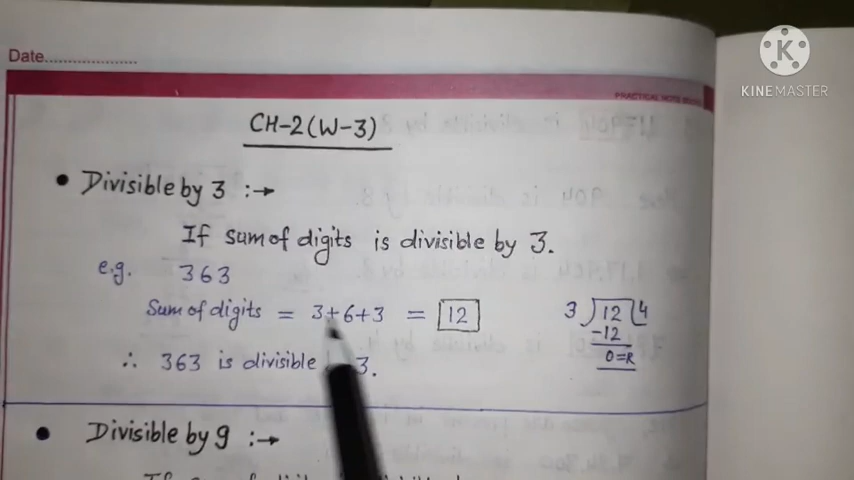 Date....................
KINEMASTER
CH-2 (W-3)
• Divisible by 3 :→
If sum of digits is divisible by 3.
e.g. 363
Sum of digits = 3+6+3 = 12
3 ) 12 ( 4
-12
0=R
∴ 363 is divisible 3.
• Divisible by 9 :→